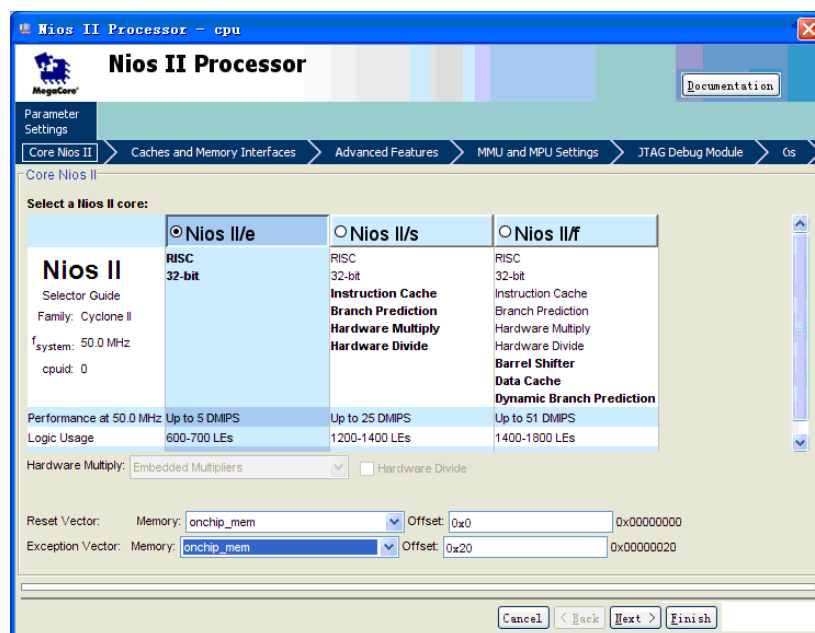 Nios II Processor - cpu
Nios II Processor
MegaCore'
Documentation
Parameter
Settings
Core Nios II
Caches and Memory Interfaces
Advanced Features
MMU and MPU Settings
JTAG Debug Module
Core Nios II
Select a Nios II core:
Nios II/e
Nios II/s
Nios II/f
Nios II
Selector Guide
Family: Cyclone II
fsystem: 50.0 MHz
cpuid: 0
RISC
32-bit
RISC
32-bit
Instruction Cache
Branch Prediction
Hardware Multiply
Hardware Divide
RISC
32-bit
Instruction Cache
Branch Prediction
Hardware Multiply
Hardware Divide
Barrel Shifter
Data Cache
Dynamic Branch Prediction
Performance at 50.0 MHz Up to 5 DMIPS Up to 25 DMIPS Up to 51 DMIPS
Logic Usage 600-700 LEs 1200-1400 LEs 1400-1800 LEs
Hardware Multiply: Embedded Multipliers Hardware Divide
Reset Vector: Memory: onchip_mem Offset: 0x0 0x00000000
Exception Vector: Memory: onchip_mem Offset: 0x20 0x00000020
Cancel < Back Next > Finish